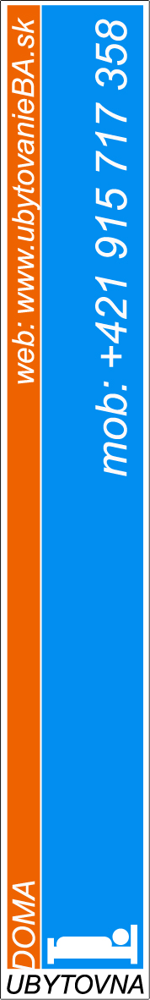 web: www.ubytovanieBA.sk
mob: +421 915 717 358
DOMA
UBYTOVNA